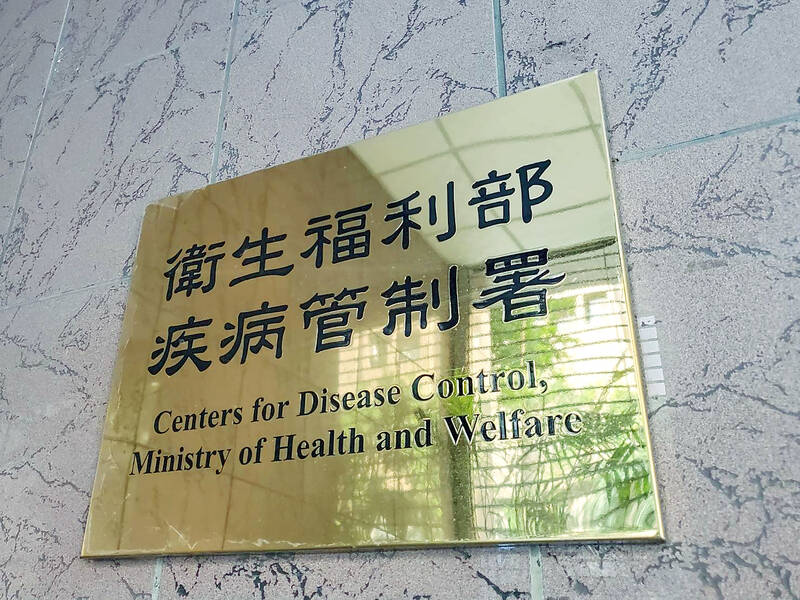 衛生福利部
疾病管制署
Centers for Disease Control,
Ministry of Health and Welfare